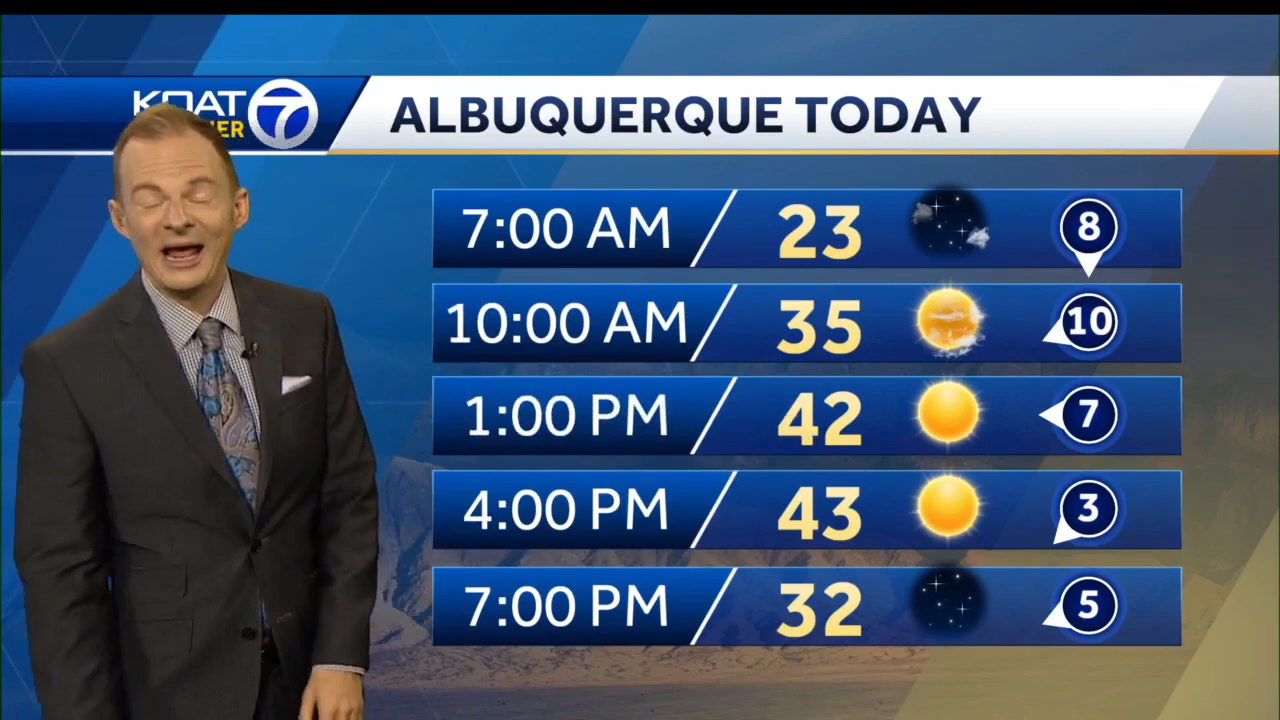 KOAT 7
ALBUQUERQUE TODAY
7:00 AM 23 8
10:00 AM 35 10
1:00 PM 42 7
4:00 PM 43 3
7:00 PM 32 5